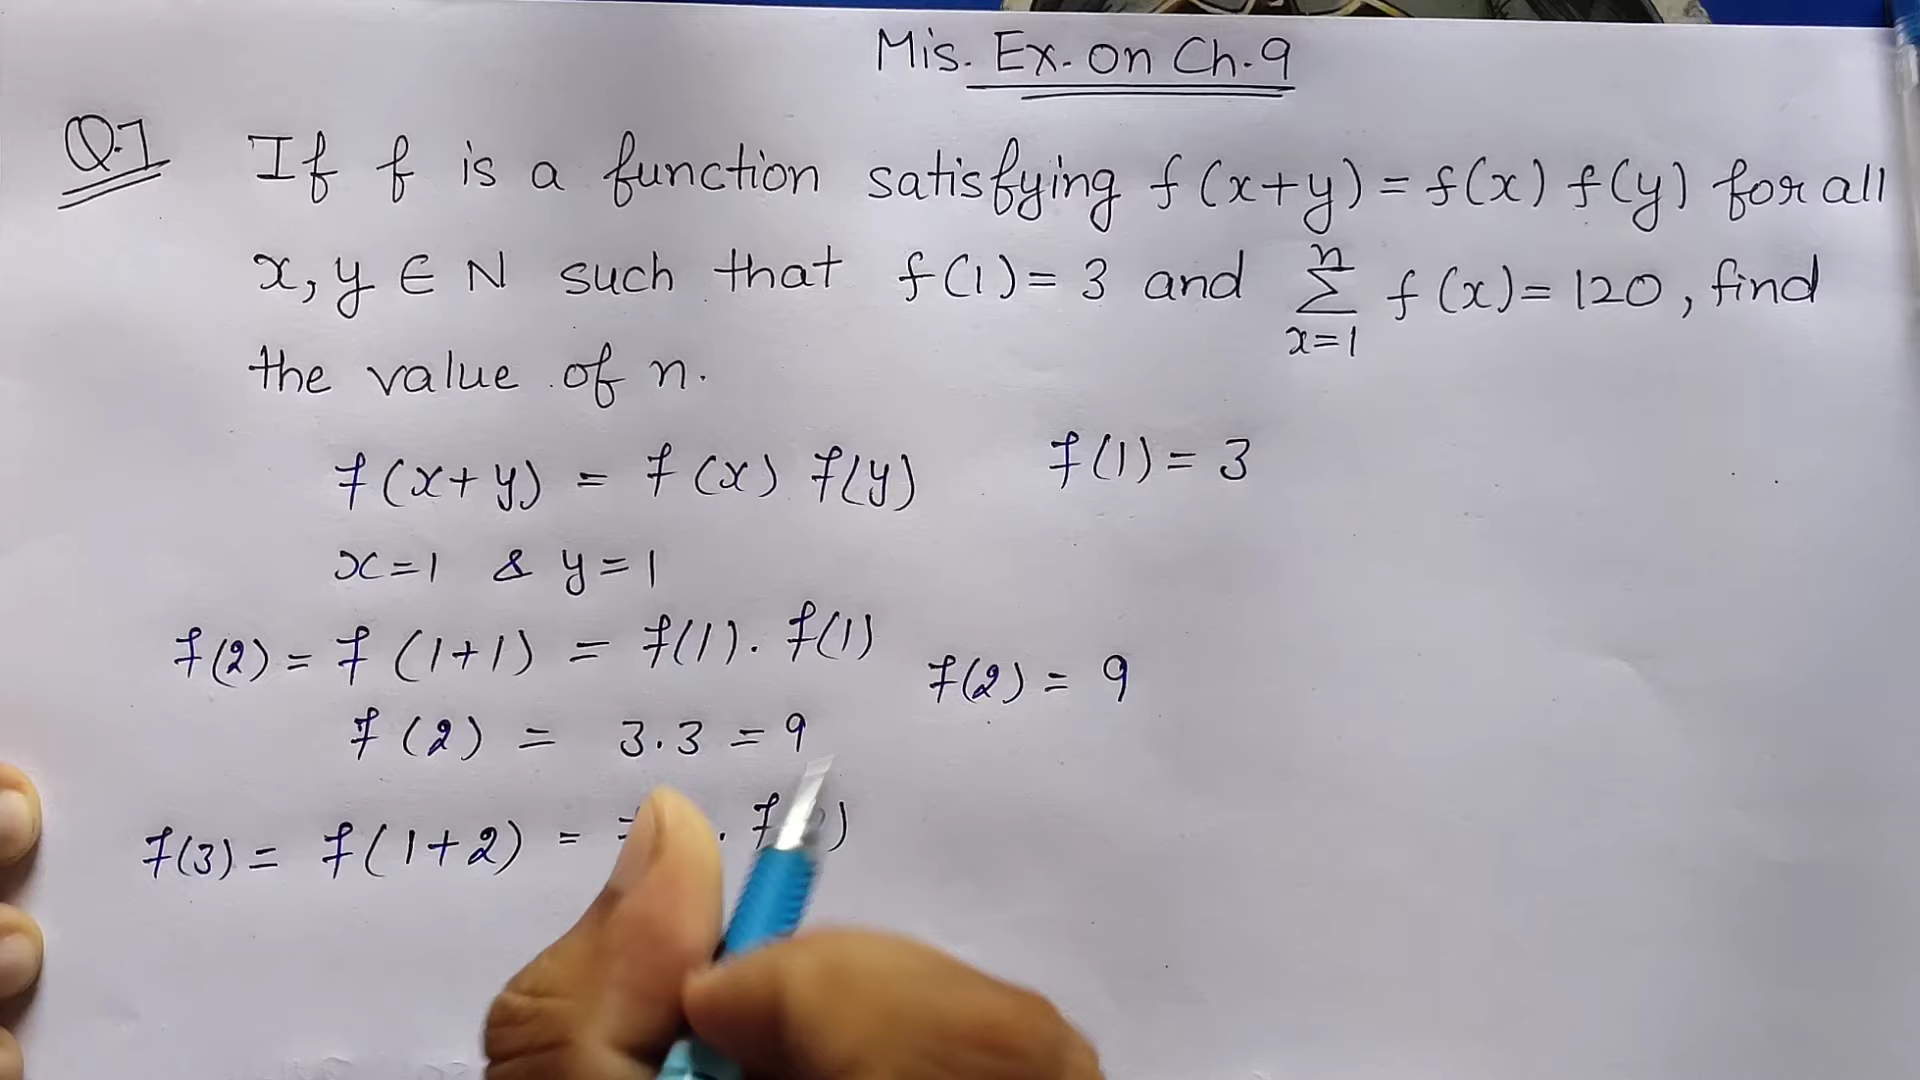 Mis. Ex. on Ch.9
Q.1 If f is a function satisfying f(x+y) = f(x) f(y) for all
x, y ∈ N such that f(1) = 3 and \sum_{x=1}^{n} f(x) = 120, find
the value of n.
f(x+y) = f(x) f(y) f(1) = 3
x=1 & y=1
f(2) = f(1+1) = f(1). f(1)
f(2) = 9
f(2) = 3.3 = 9
f(3) = f(1+2) =